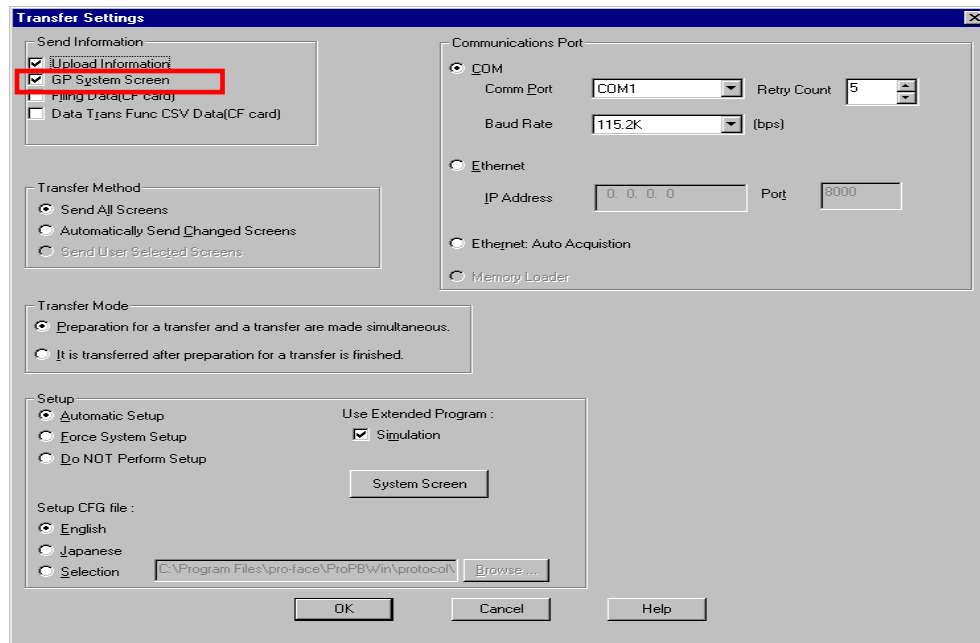 Transfer Settings
Send Information
Upload Information
GP System Screen
Filing Data(CF card)
Data Trans Func CSV Data(CF card)
Transfer Method
Send All Screens
Automatically Send Changed Screens
Send User Selected Screens
Transfer Mode
Preparation for a transfer and a transfer are made simultaneous.
It is transferred after preparation for a transfer is finished.
Setup
Automatic Setup
Force System Setup
Do NOT Perform Setup
Use Extended Program :
Simulation
System Screen
Setup CFG file :
English
Japanese
Selection
C:\Program Files\pro-face\ProPBWin\protocol\
Browse ...
Communications Port
COM
Comm Port COM1 Retry Count 5
Baud Rate 115.2K (bps)
Ethernet
IP Address 0. 0. 0. 0 Port 8000
Ethernet: Auto Acquistion
Memory Loader
OK Cancel Help